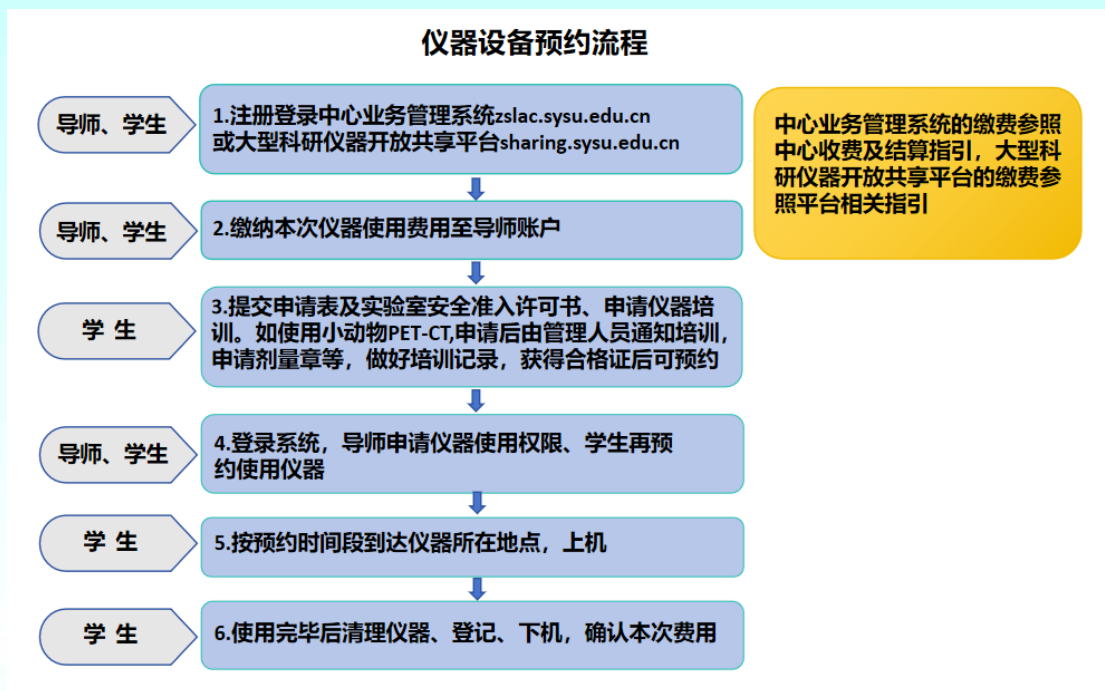 仪器设备预约流程
导师、学生
1.注册登录中心业务管理系统zslac.sysu.edu.cn
或大型科研仪器开放共享平台sharing.sysu.edu.cn
中心业务管理系统的缴费参照
中心收费及结算指引，大型科
研仪器开放共享平台的缴费参
照平台相关指引
导师、学生
2.缴纳本次仪器使用费用至导师账户
学 生
3.提交申请表及实验室安全准入许可书、申请仪器培
训。如使用小动物PET-CT,申请后由管理人员通知培训，
申请剂量章等，做好培训记录，获得合格证后可预约
导师、学生
4.登录系统，导师申请仪器使用权限、学生再预
约使用仪器
学 生
5.按预约时间段到达仪器所在地点，上机
学 生
6.使用完毕后清理仪器、登记、下机，确认本次费用